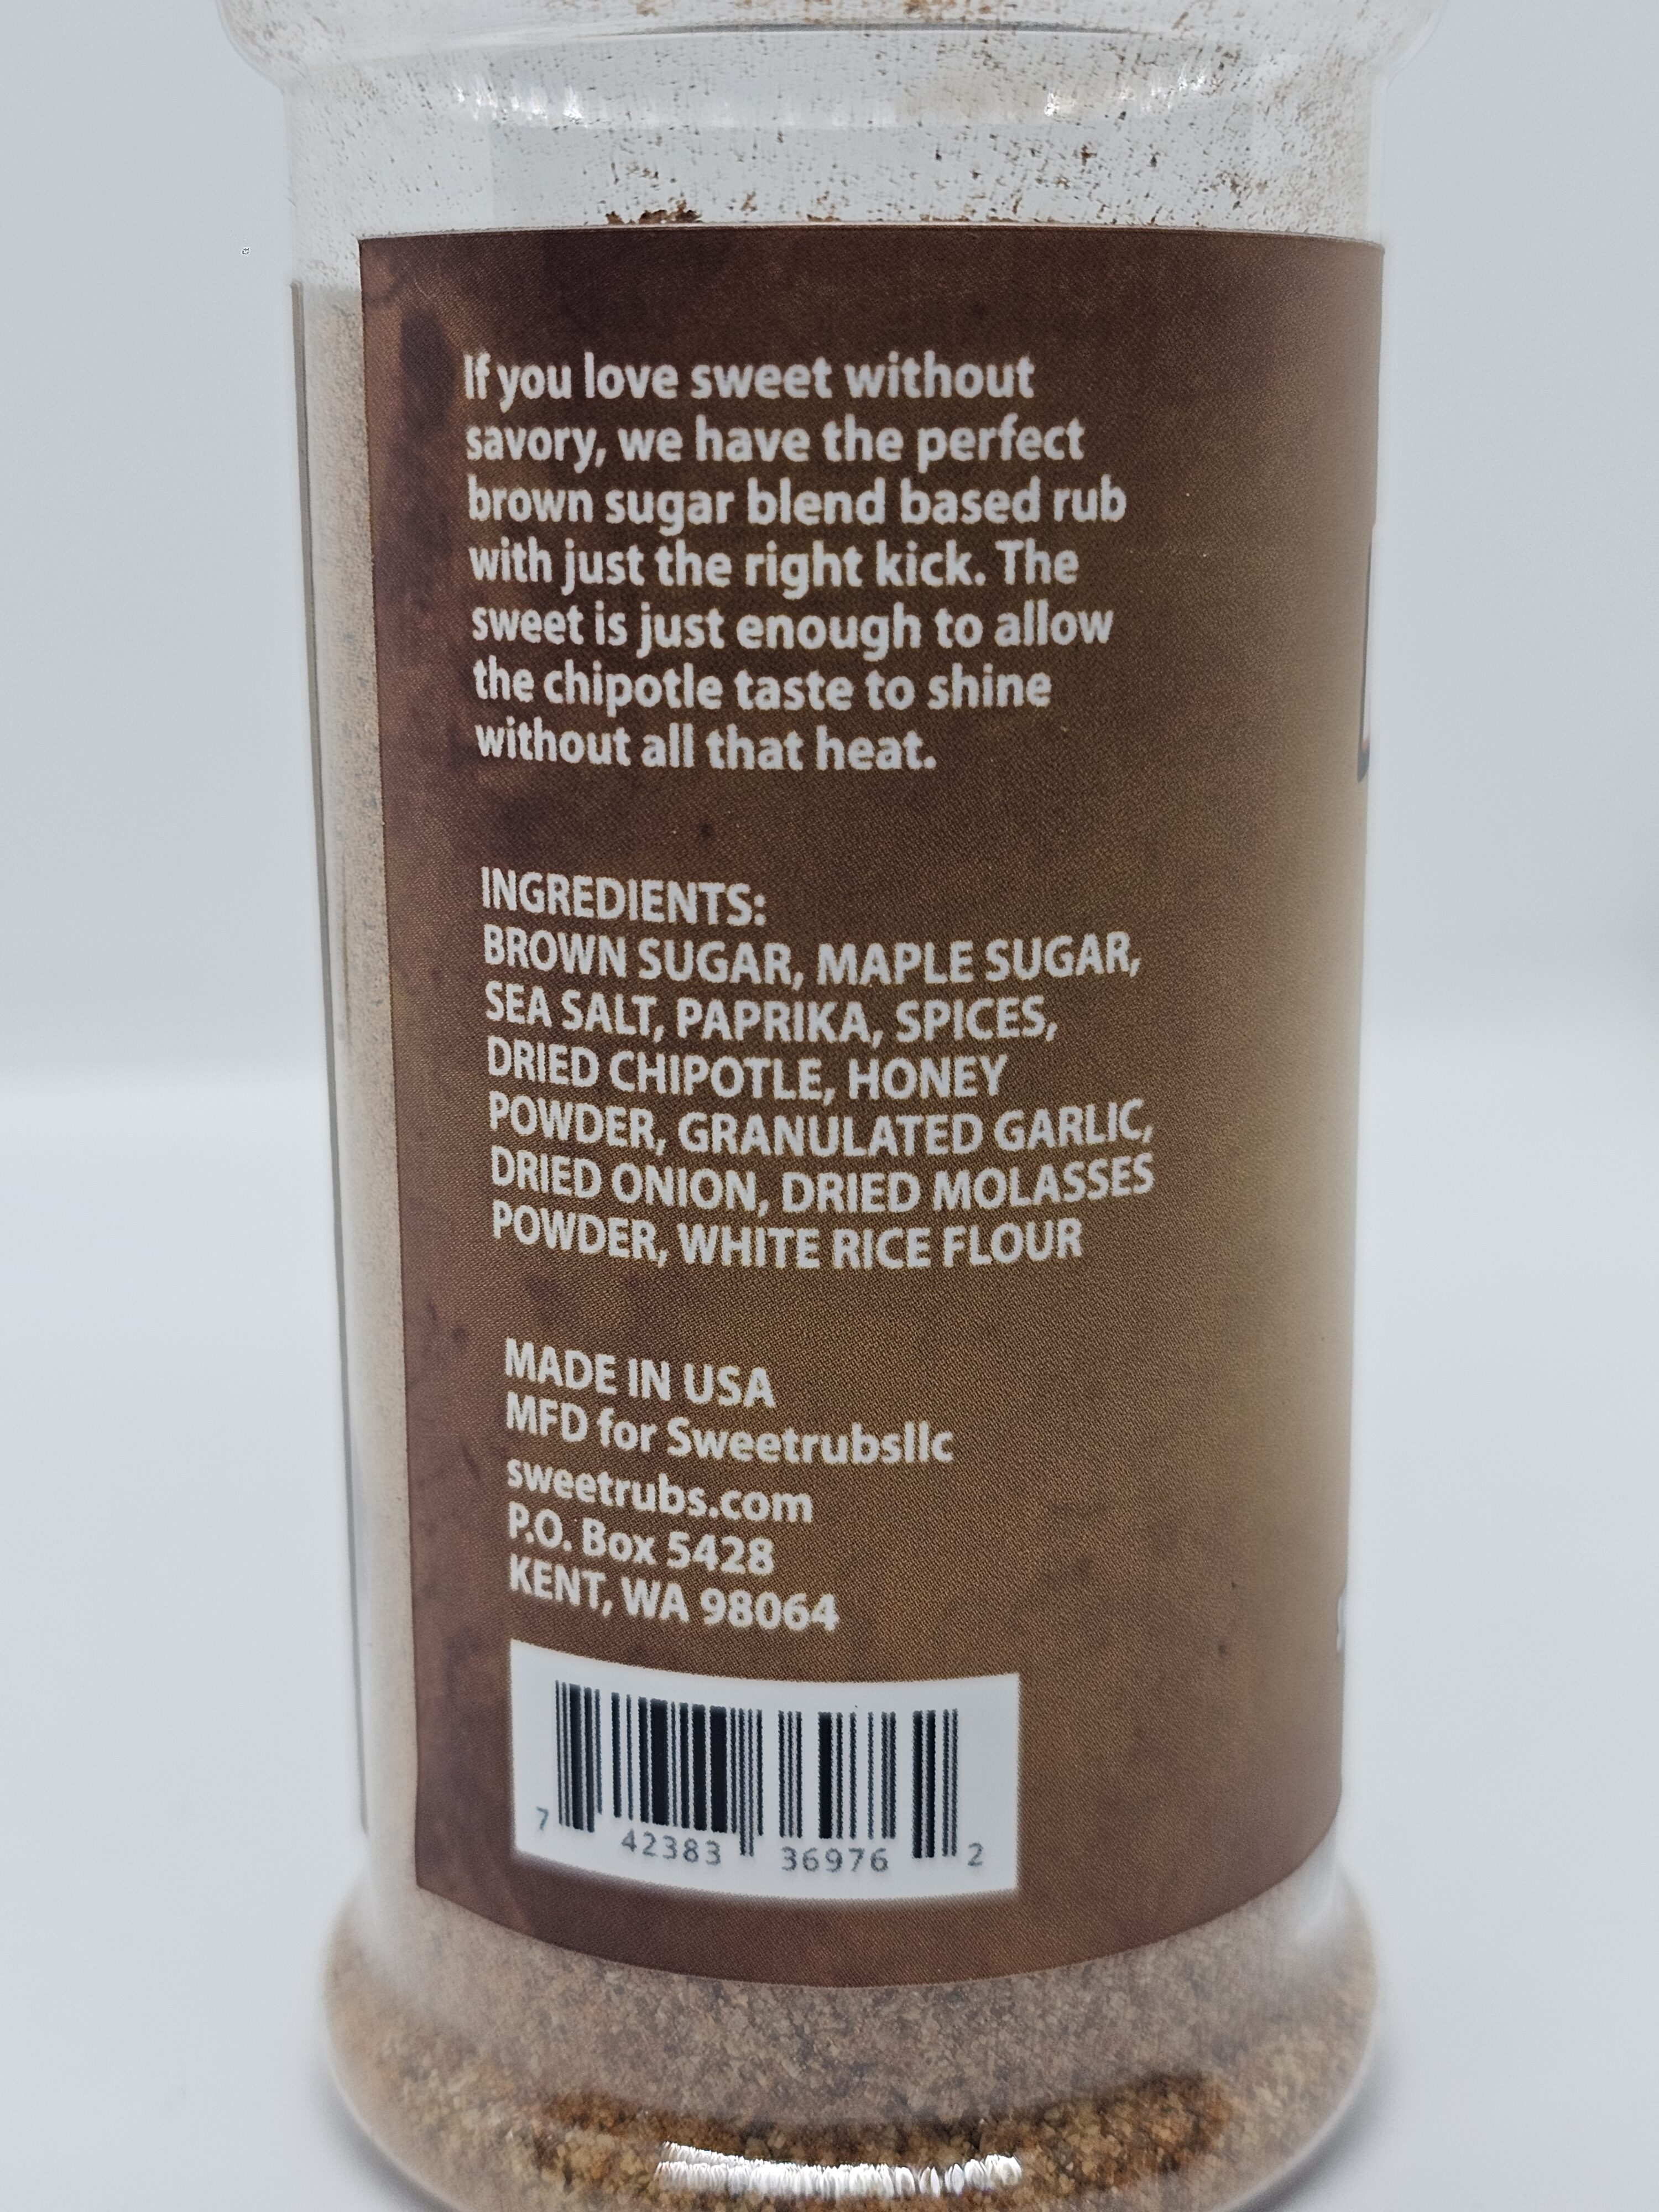 If you love sweet without
savory, we have the perfect
brown sugar blend based rub
with just the right kick. The
sweet is just enough to allow
the chipotle taste to shine
without all that heat.
INGREDIENTS:
BROWN SUGAR, MAPLE SUGAR,
SEA SALT, PAPRIKA, SPICES,
DRIED CHIPOTLE, HONEY
POWDER, GRANULATED GARLIC,
DRIED ONION, DRIED MOLASSES
POWDER, WHITE RICE FLOUR
MADE IN USA
MFD for Sweetrubsllc
sweetrubs.com
P.O. Box 5428
KENT, WA 98064
7 42383 36976 2